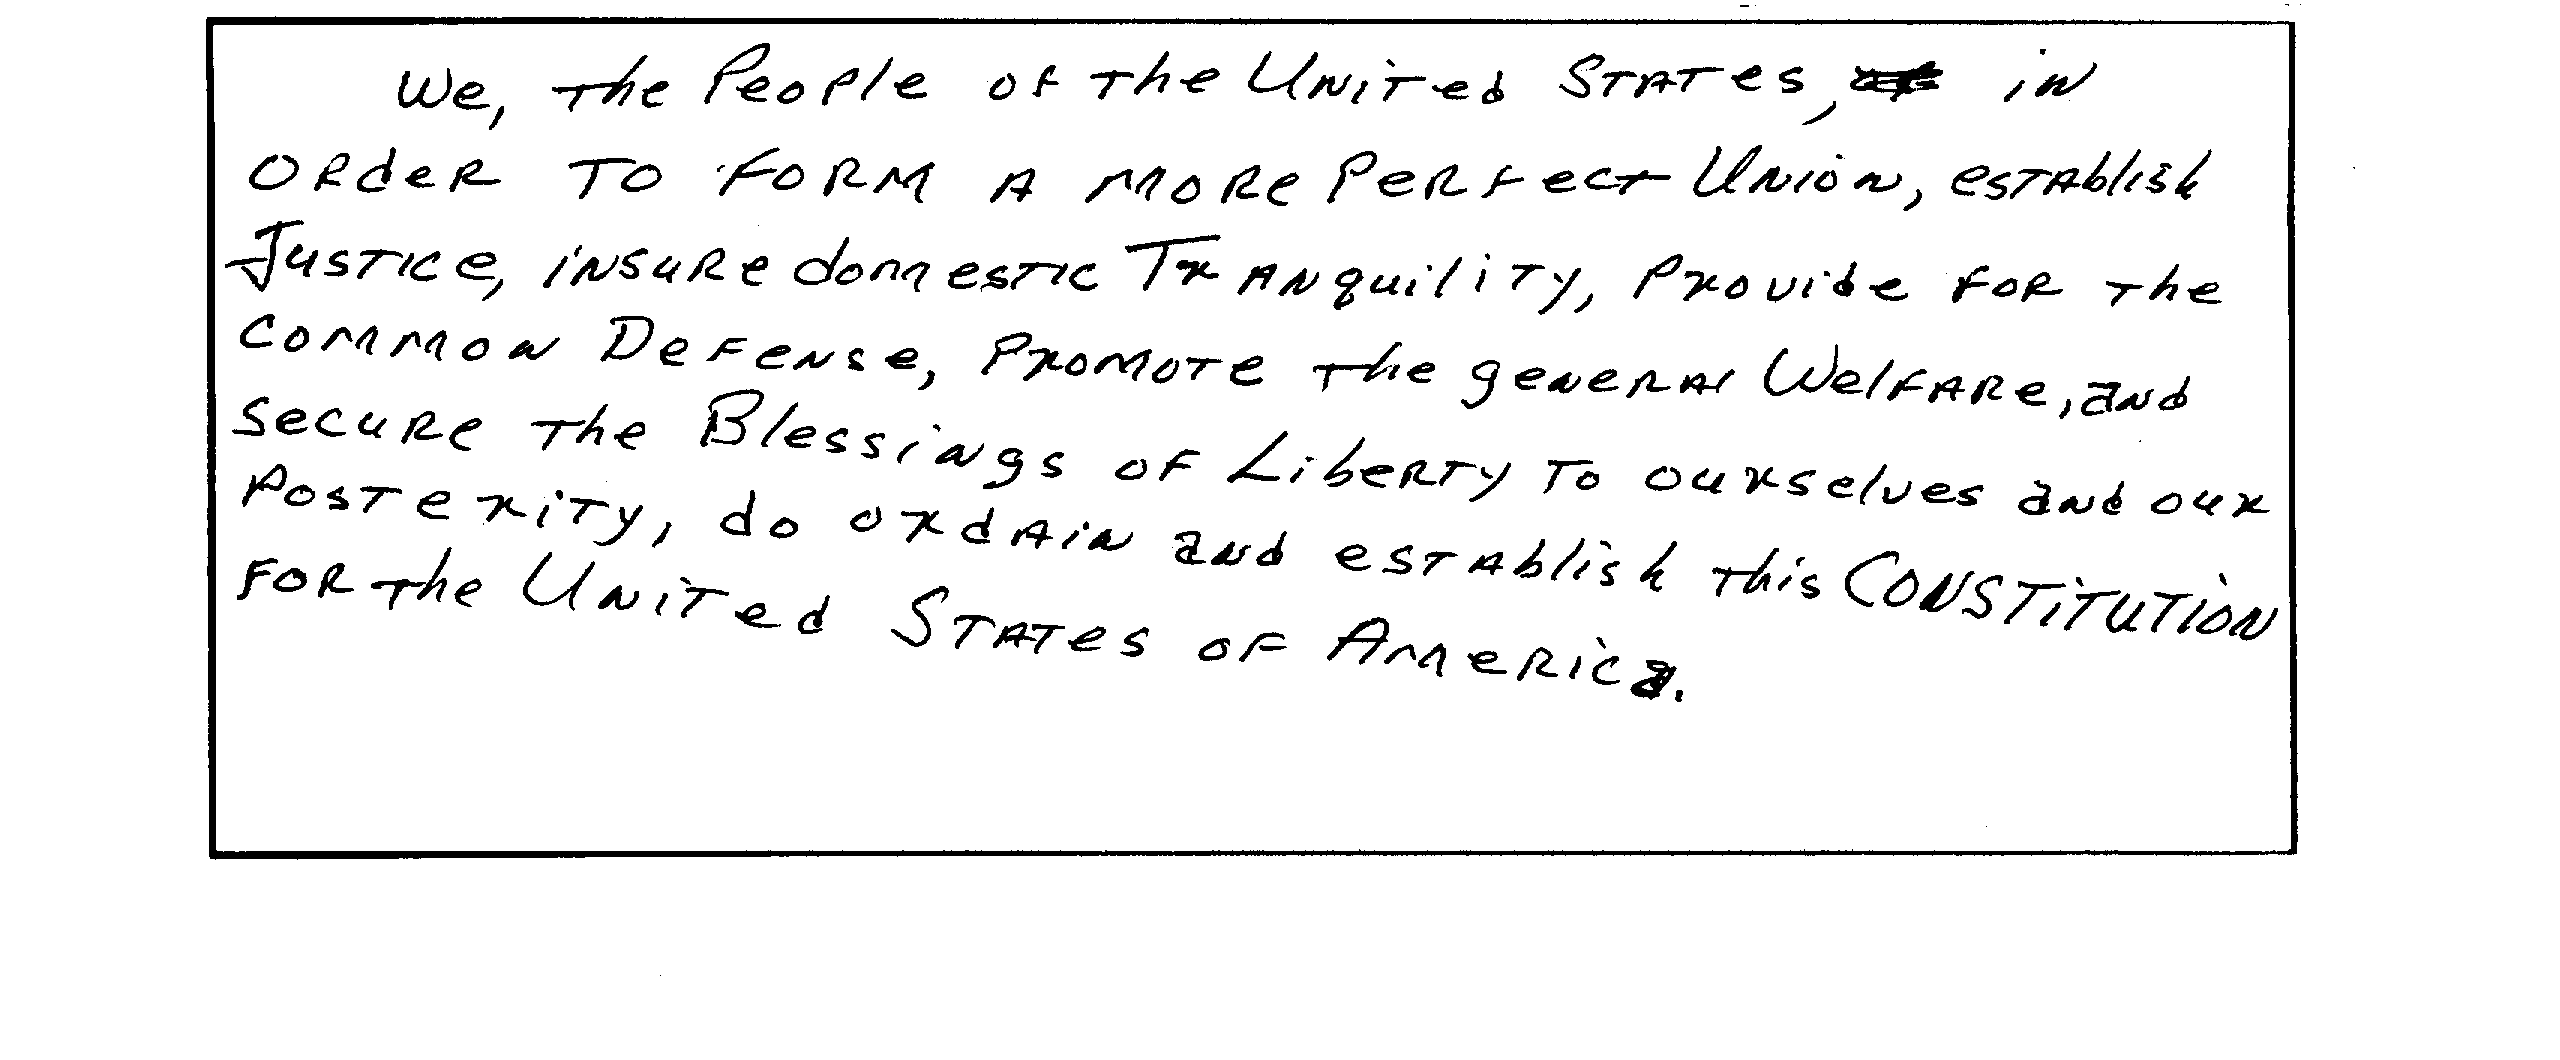 We, the People of the United States, in
order to form a more perfect Union, establish
Justice, insure domestic Tranquility, provide for the
common Defense, promote the general Welfare, and
secure the Blessings of Liberty to ourselves and our
Posterity, do ordain and establish this CONSTITUTION
for the United States of America.